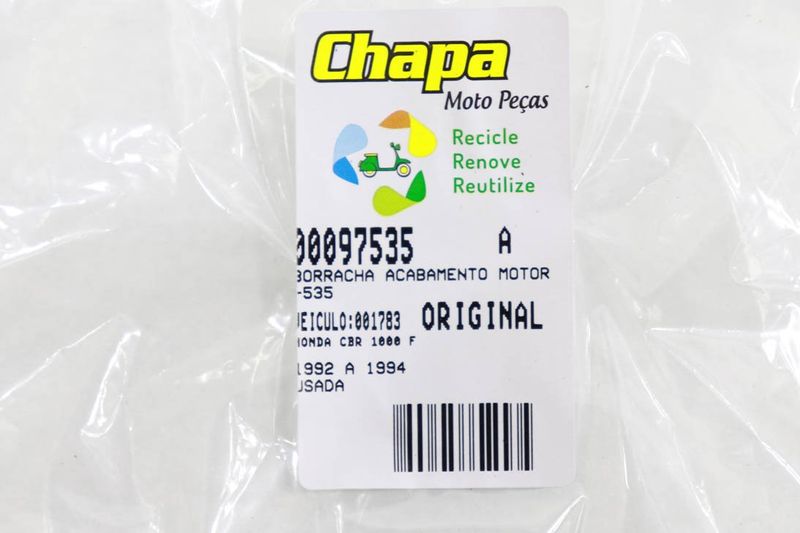 Chapa
Moto Peças
Recicle
Renove
Reutilize
00097535 A
BORRACHA ACABAMENTO MOTOR
-535
VEICULO:001783 ORIGINAL
HONDA CBR 1000 F
1992 A 1994
USADA